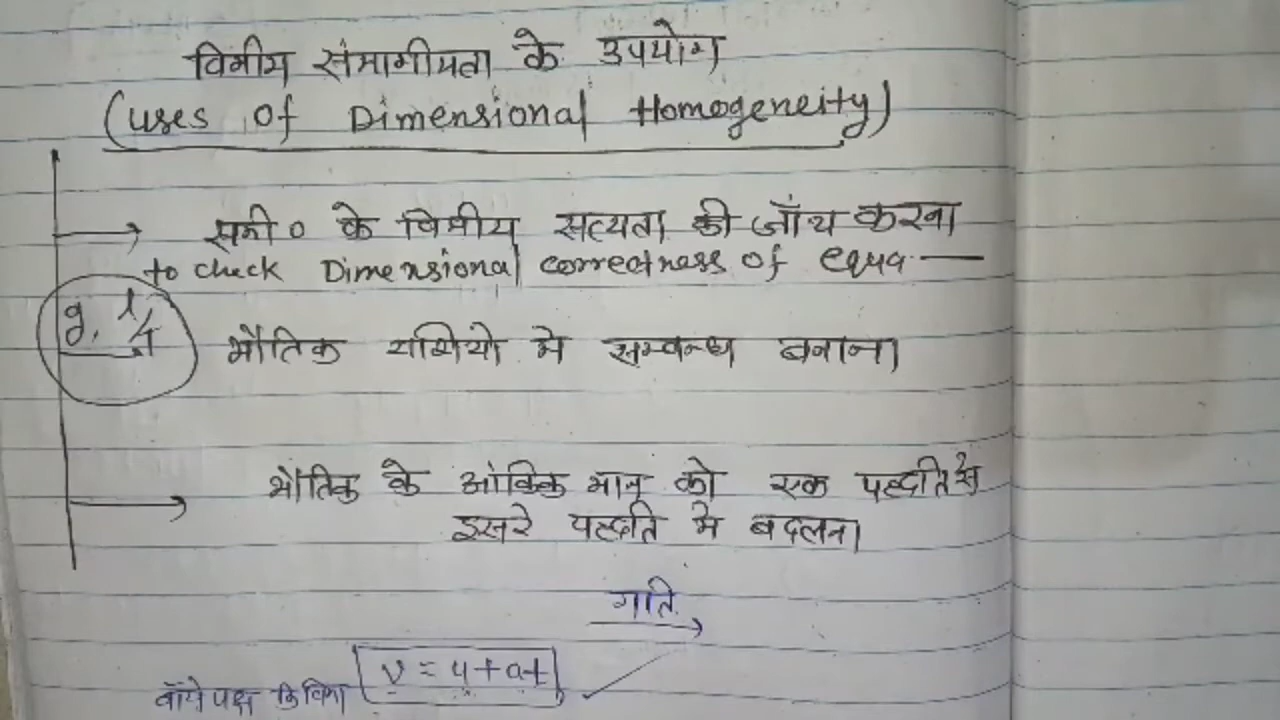 विमीय संमागीयता के उपयोग
(uses of Dimensional Homogeneity)
समी० के विमीय सत्यता की जाँच करना
to check Dimensional correctness of equa.—
g, l/T
भौतिक राशियो मे सम्बन्ध बनाना
भौतिक के आंकिक मान को एक पद्धति से
दुसरे पद्धति मे बदलना
गति
बाँये पक्ष कि विमा v = u + at